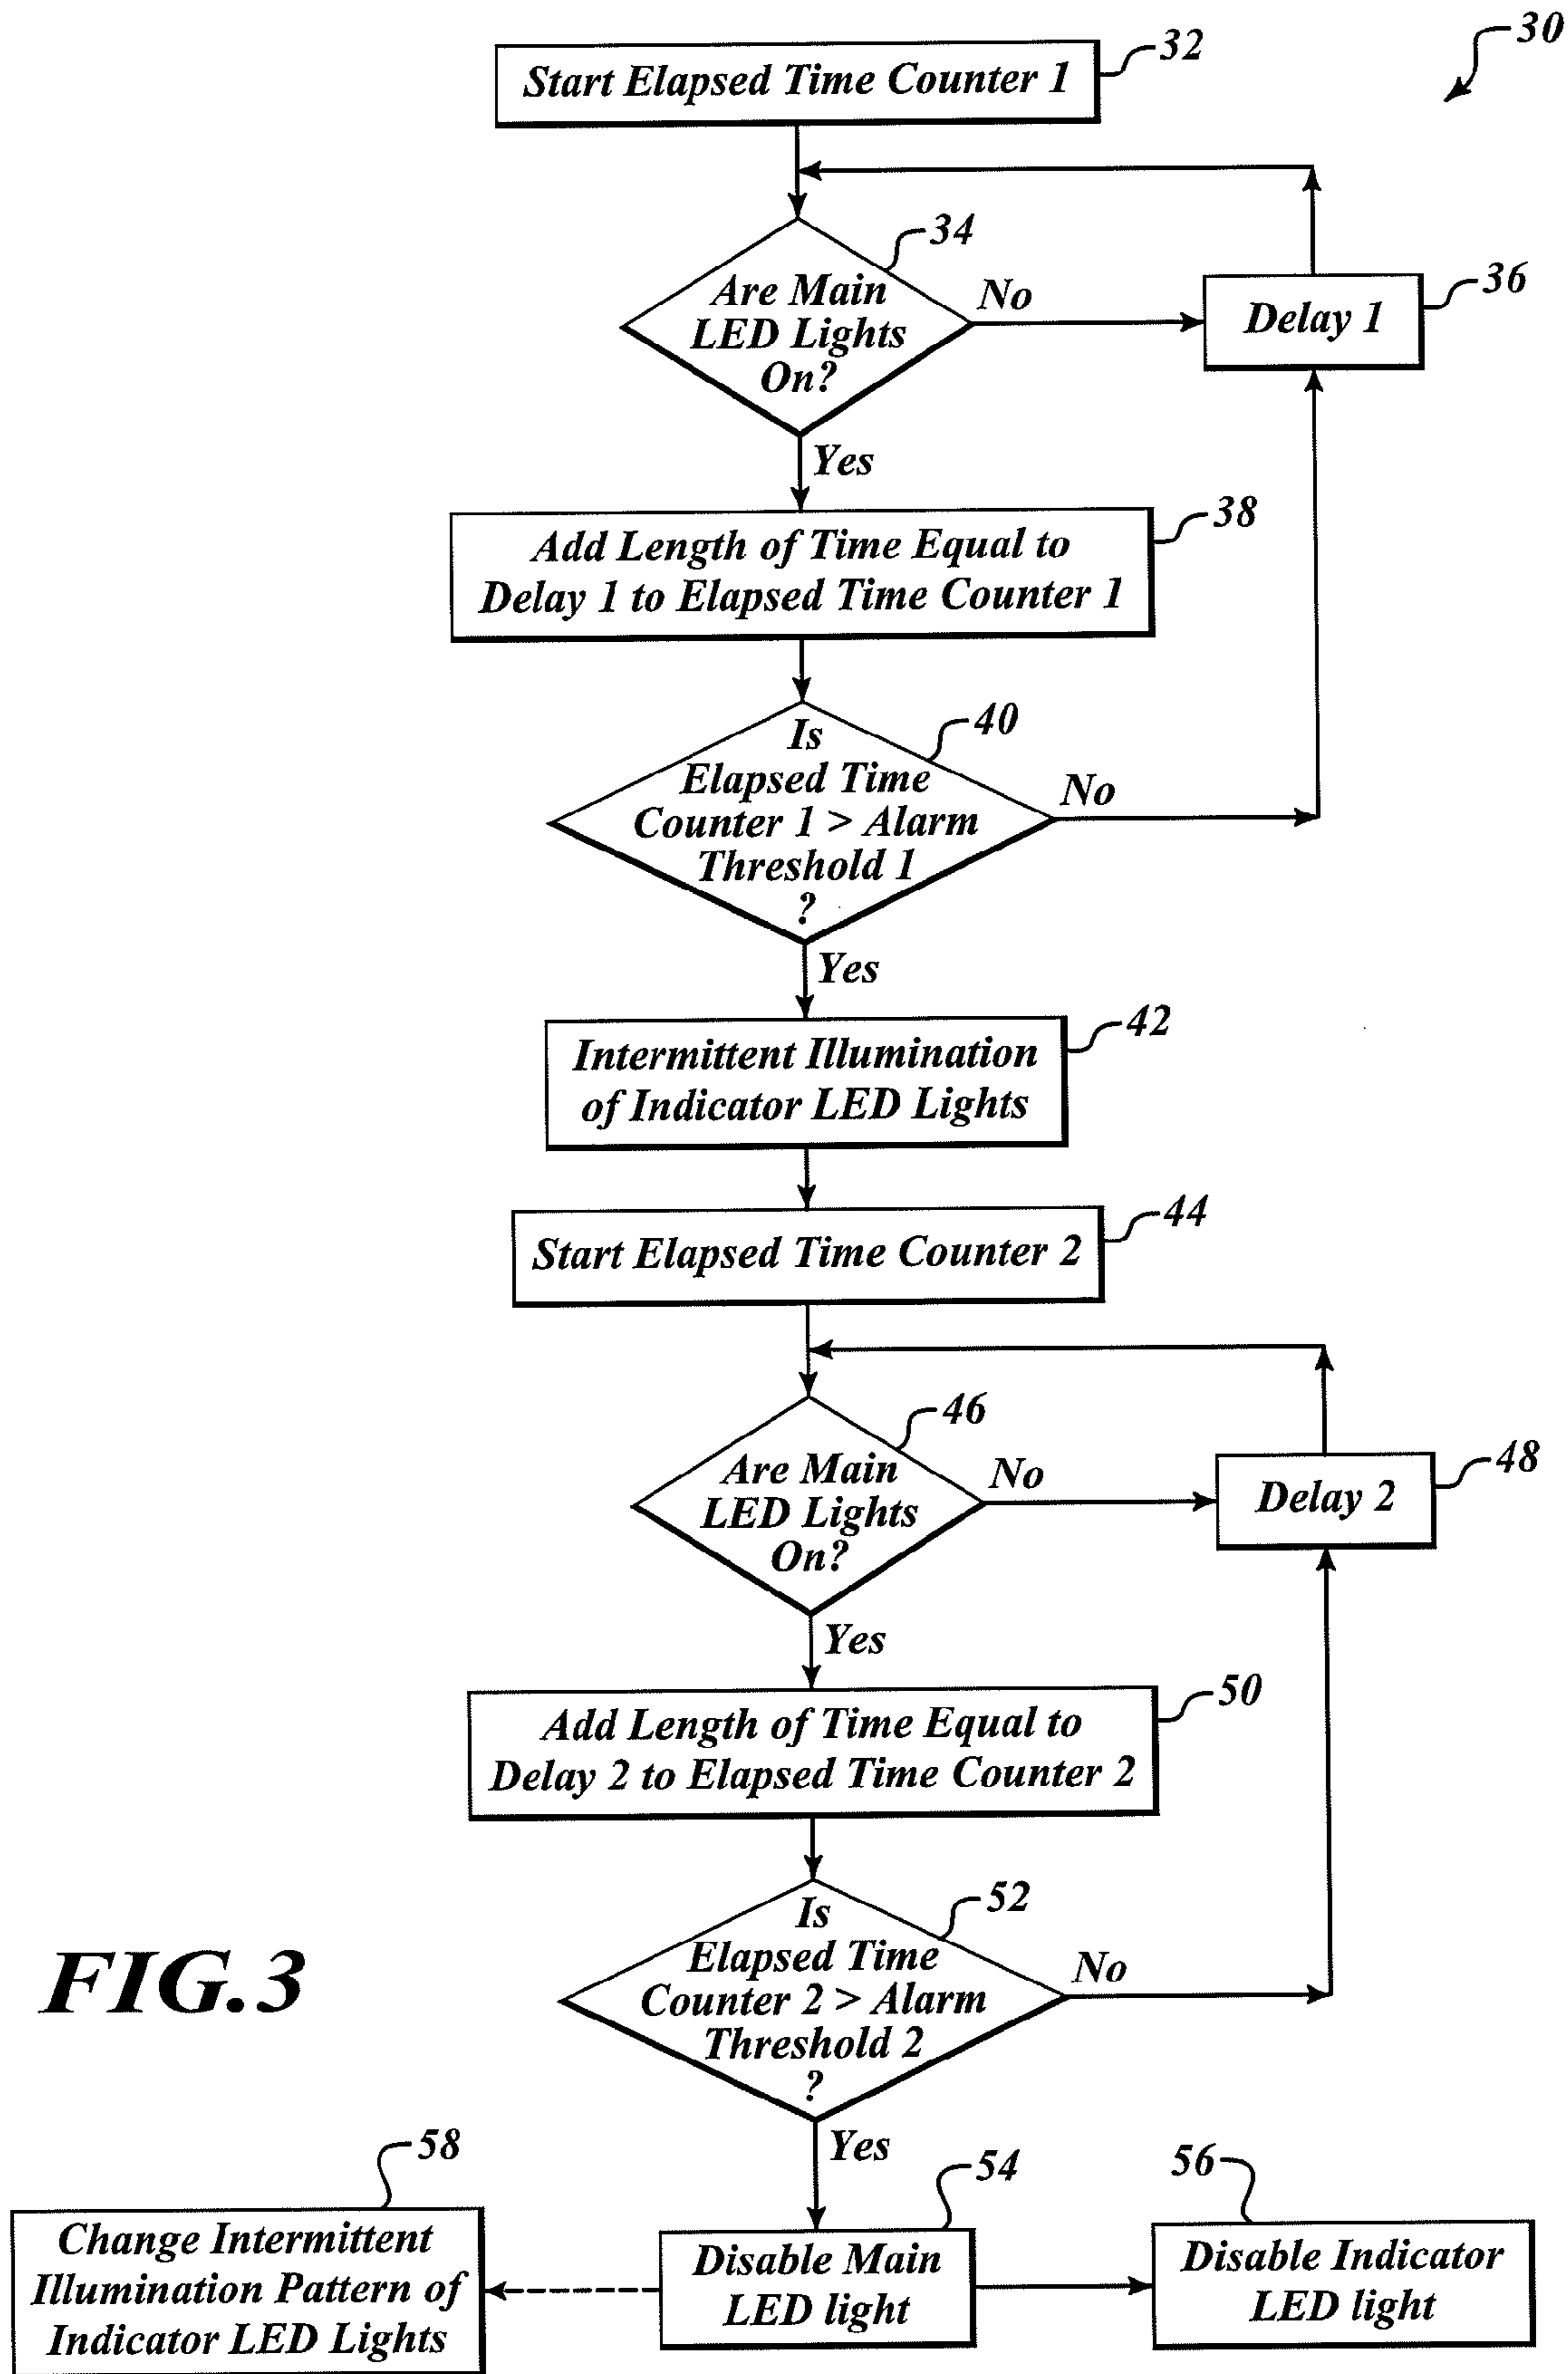 30
32
Start Elapsed Time Counter 1
34
Are Main
LED Lights
On?
No
36
Delay 1
Yes
38
Add Length of Time Equal to
Delay 1 to Elapsed Time Counter 1
40
Is
Elapsed Time
Counter 1 > Alarm
Threshold 1
?
No
Yes
42
Intermittent Illumination
of Indicator LED Lights
44
Start Elapsed Time Counter 2
46
Are Main
LED Lights
On?
No
48
Delay 2
Yes
50
Add Length of Time Equal to
Delay 2 to Elapsed Time Counter 2
52
Is
Elapsed Time
Counter 2 > Alarm
Threshold 2
?
No
FIG.3
Yes
58
Change Intermittent
Illumination Pattern of
Indicator LED Lights
54
Disable Main
LED light
56
Disable Indicator
LED light